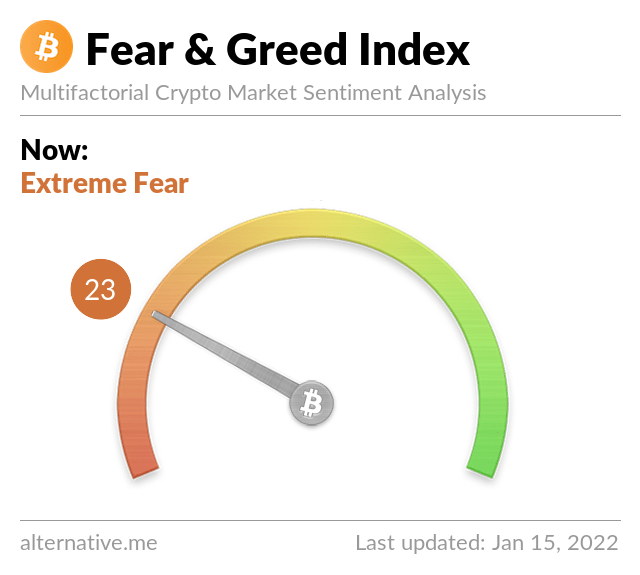 Fear & Greed Index
Multifactorial Crypto Market Sentiment Analysis
Now:
Extreme Fear
23
alternative.me
Last updated: Jan 15, 2022